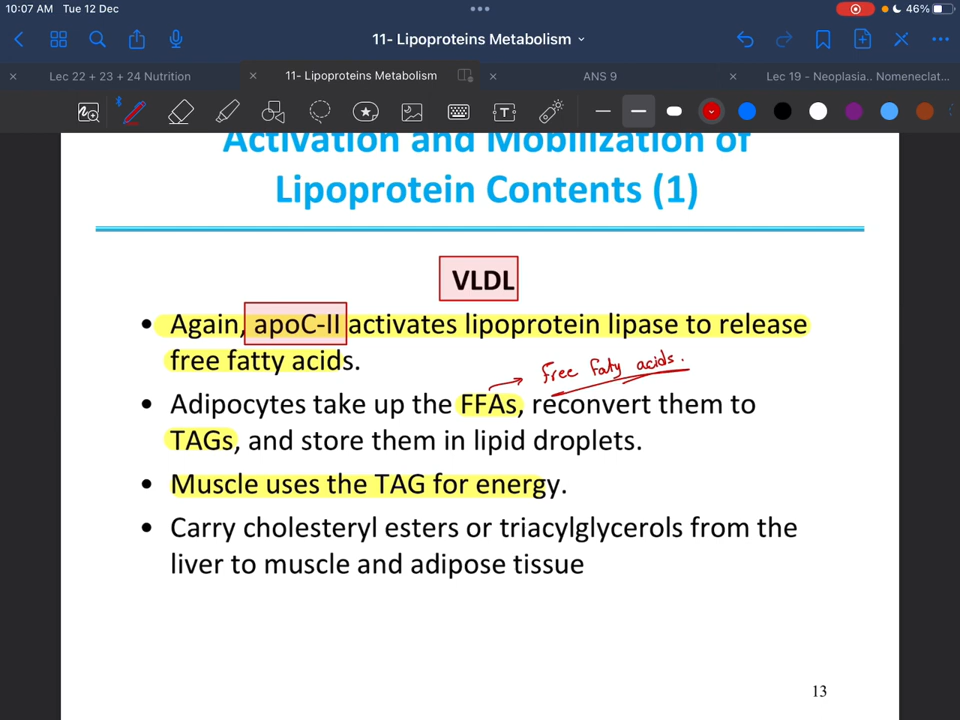 10:07 AM Tue 12 Dec
46%
11- Lipoproteins Metabolism
Lec 22 + 23 + 24 Nutrition
11- Lipoproteins Metabolism
ANS 9
Lec 19 - Neoplasia.. Nomeneclat...
Activation and Mobilization of
Lipoprotein Contents (1)
VLDL
• Again, apoC-II activates lipoprotein lipase to release
free fatty acids.
Free faty acids.
• Adipocytes take up the FFAs, reconvert them to
TAGs, and store them in lipid droplets.
• Muscle uses the TAG for energy.
• Carry cholesteryl esters or triacylglycerols from the
liver to muscle and adipose tissue
13